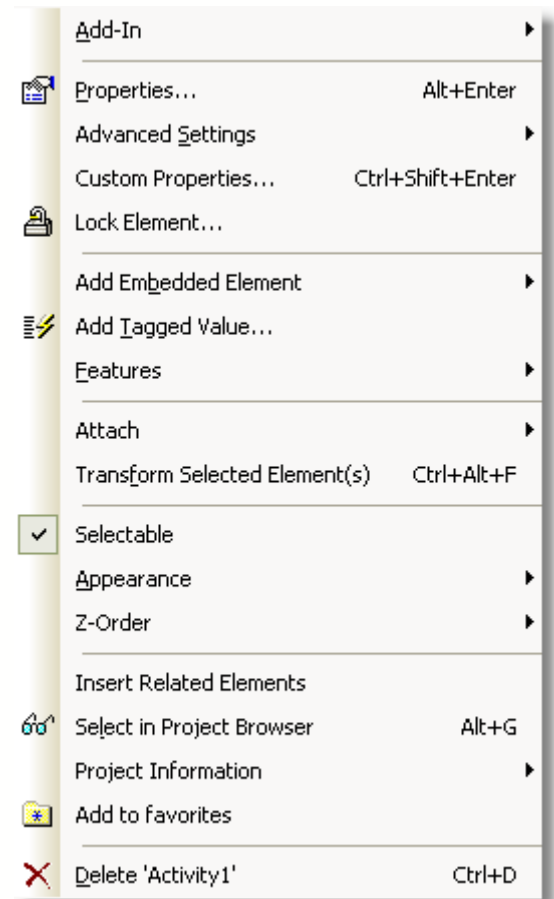 Add-In
Properties... Alt+Enter
Advanced Settings
Custom Properties... Ctrl+Shift+Enter
Lock Element...
Add Embedded Element
Add Tagged Value...
Features
Attach
Transform Selected Element(s) Ctrl+Alt+F
Selectable
Appearance
Z-Order
Insert Related Elements
Select in Project Browser Alt+G
Project Information
Add to favorites
Delete 'Activity1' Ctrl+D